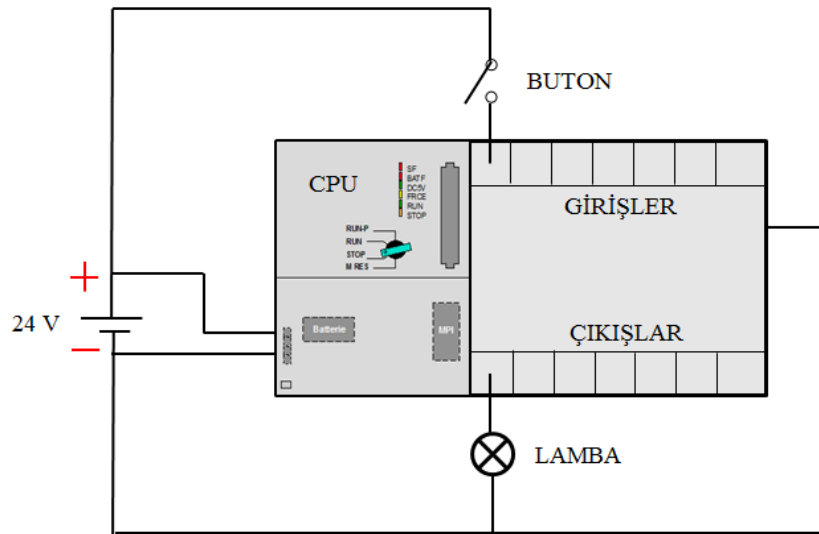 BUTON
CPU
SF
BATF
DC5V
FRCE
RUN
STOP
GİRİŞLER
RUN-P
RUN
STOP
M RES
+
24 V
−
Batterie
MPI
ÇIKIŞLAR
LAMBA